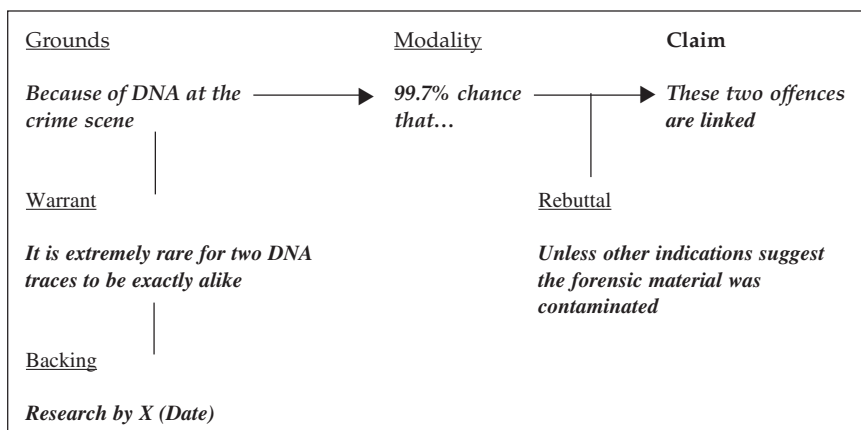 Grounds
Modality
Claim
Because of DNA at the
crime scene
99.7% chance
that…
These two offences
are linked
Warrant
Rebuttal
It is extremely rare for two DNA
traces to be exactly alike
Unless other indications suggest
the forensic material was
contaminated
Backing
Research by X (Date)